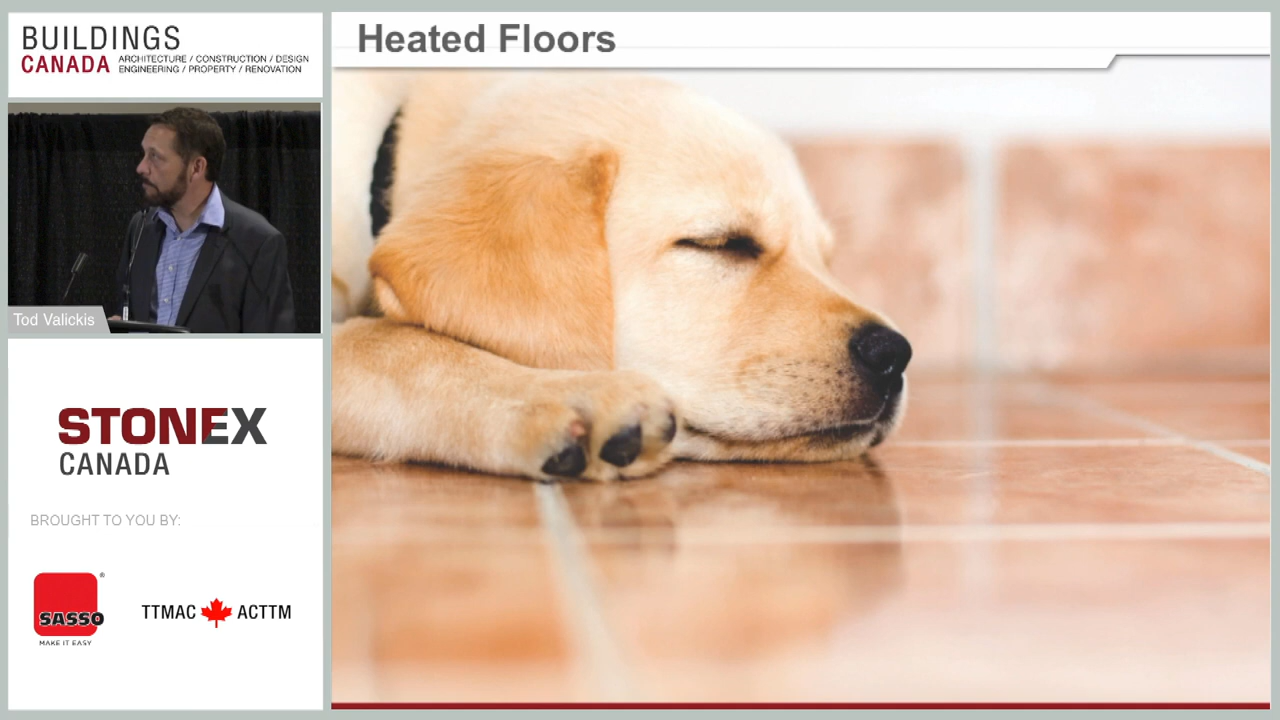 BUILDINGS
CANADA ARCHITECTURE / CONSTRUCTION / DESIGN
ENGINEERING / PROPERTY / RENOVATION
Heated Floors
Tod Valickis
STONEX
CANADA
BROUGHT TO YOU BY:
SASSO ®
MAKE IT EASY
TTMAC ACTTM